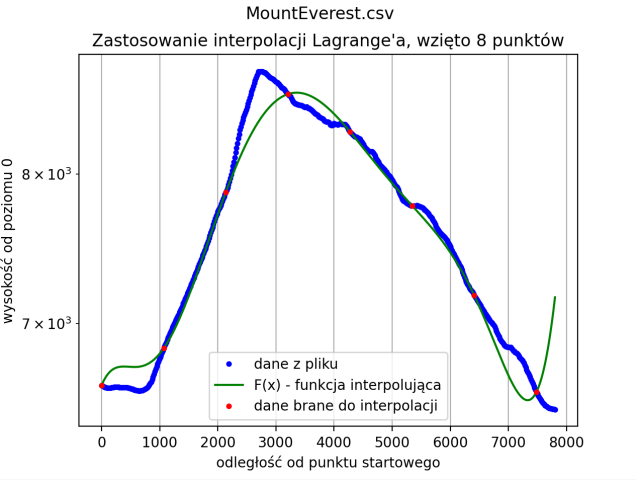 MountEverest.csv
Zastosowanie interpolacji Lagrange'a, wzięto 8 punktów
wysokość od poziomu 0
8 × 10³
7 × 10³
dane z pliku
F(x) - funkcja interpolująca
dane brane do interpolacji
0 1000 2000 3000 4000 5000 6000 7000 8000
odległość od punktu startowego